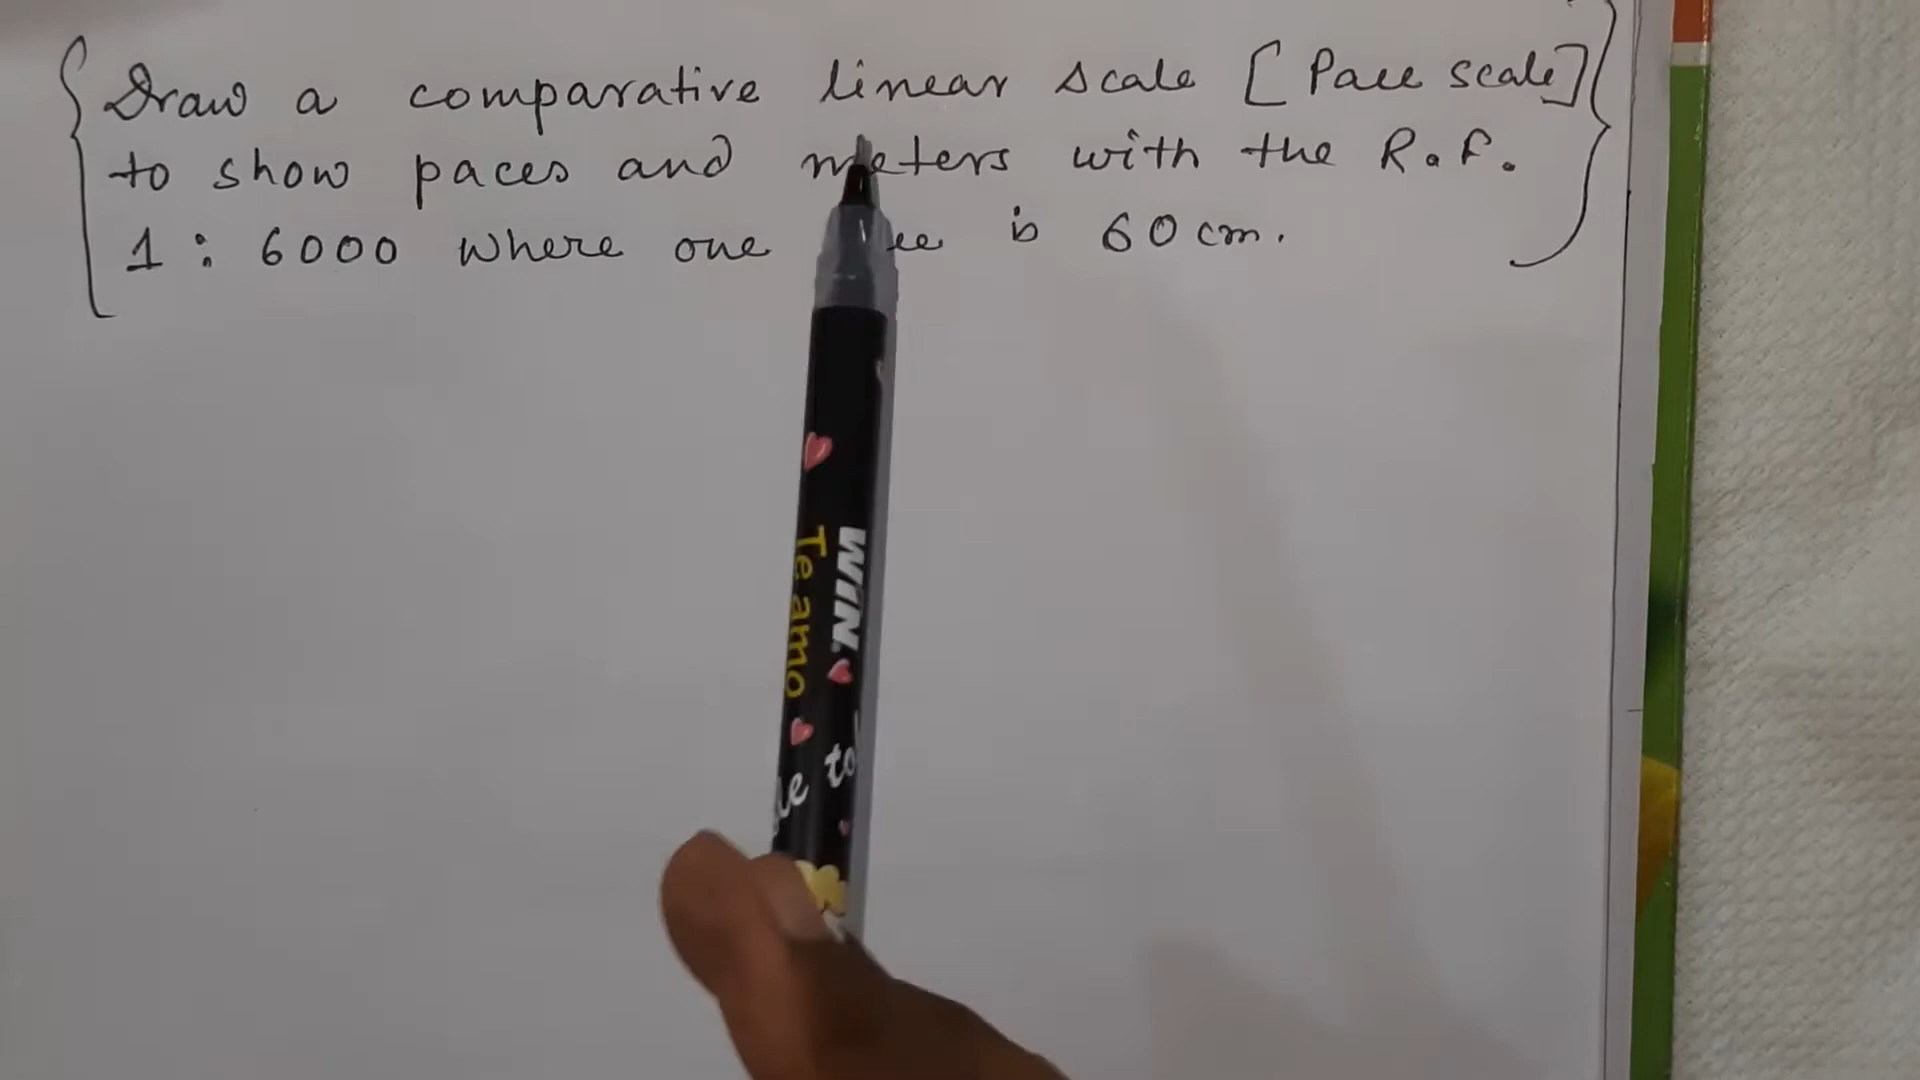 Draw a comparative linear scale [Pace scale]
to show paces and meters with the R.F.
1 : 6000 where one is 60 cm.
WIN
Te amo
to